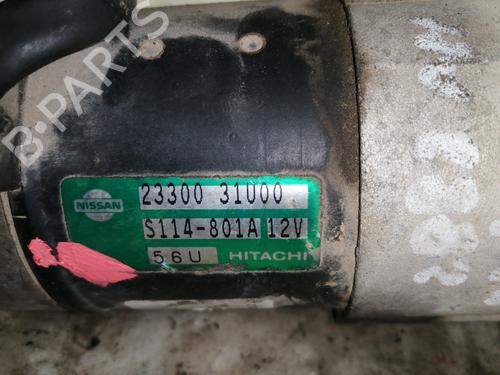 B-PARTS
NISSAN
23300 31U00
S114-801A 12V
56U HITACHI